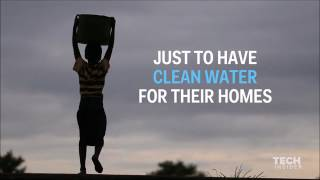 JUST TO HAVE
CLEAN WATER
FOR THEIR HOMES
TECH
INSIDER